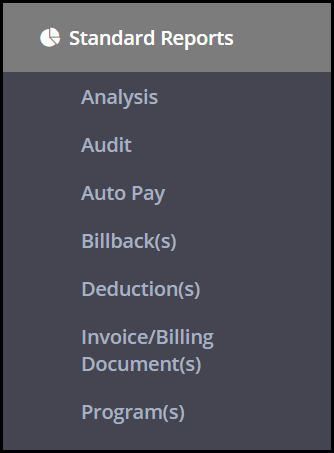 Standard Reports
Analysis
Audit
Auto Pay
Billback(s)
Deduction(s)
Invoice/Billing
Document(s)
Program(s)